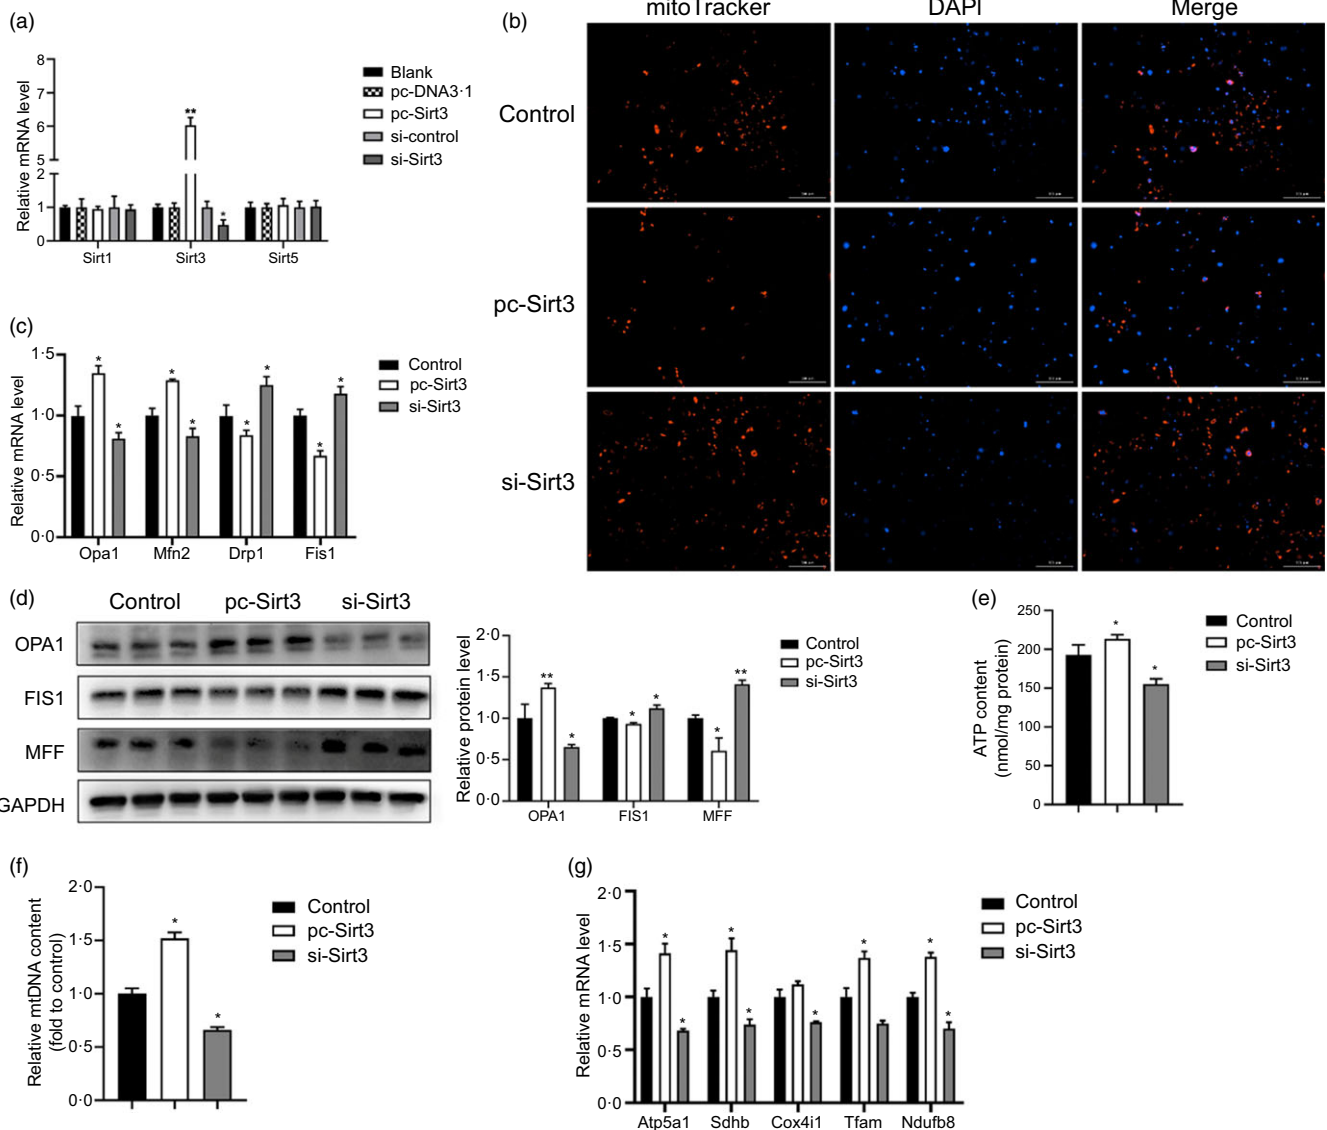 (a)
8
7
6
5
2
1
0
Relative mRNA level
**
*
Sirt1
Sirt3
Sirt5
Blank
pc-DNA3·1
pc-Sirt3
si-control
si-Sirt3
(b)
mitoTracker
DAPI
Merge
Control
pc-Sirt3
si-Sirt3
(c)
1·5
1·0
0·5
0·0
Relative mRNA level
* * * * * * * *
Opa1
Mfn2
Drp1
Fis1
Control
pc-Sirt3
si-Sirt3
(d)
Control
pc-Sirt3
si-Sirt3
OPA1
FIS1
MFF
GAPDH
2·0
1·5
1·0
0·5
0·0
Relative protein level
** * * * * **
OPA1
FIS1
MFF
Control
pc-Sirt3
si-Sirt3
(e)
250
200
150
100
50
0
ATP content
(nmol/mg protein)
* *
Control
pc-Sirt3
si-Sirt3
(f)
2·0
1·5
1·0
0·5
0·0
Relative mtDNA content
(fold to control)
* *
Control
pc-Sirt3
si-Sirt3
(g)
2·0
1·5
1·0
0·5
0·0
Relative mRNA level
* * * * * * * *
Atp5a1
Sdhb
Cox4i1
Tfam
Ndufb8
Control
pc-Sirt3
si-Sirt3